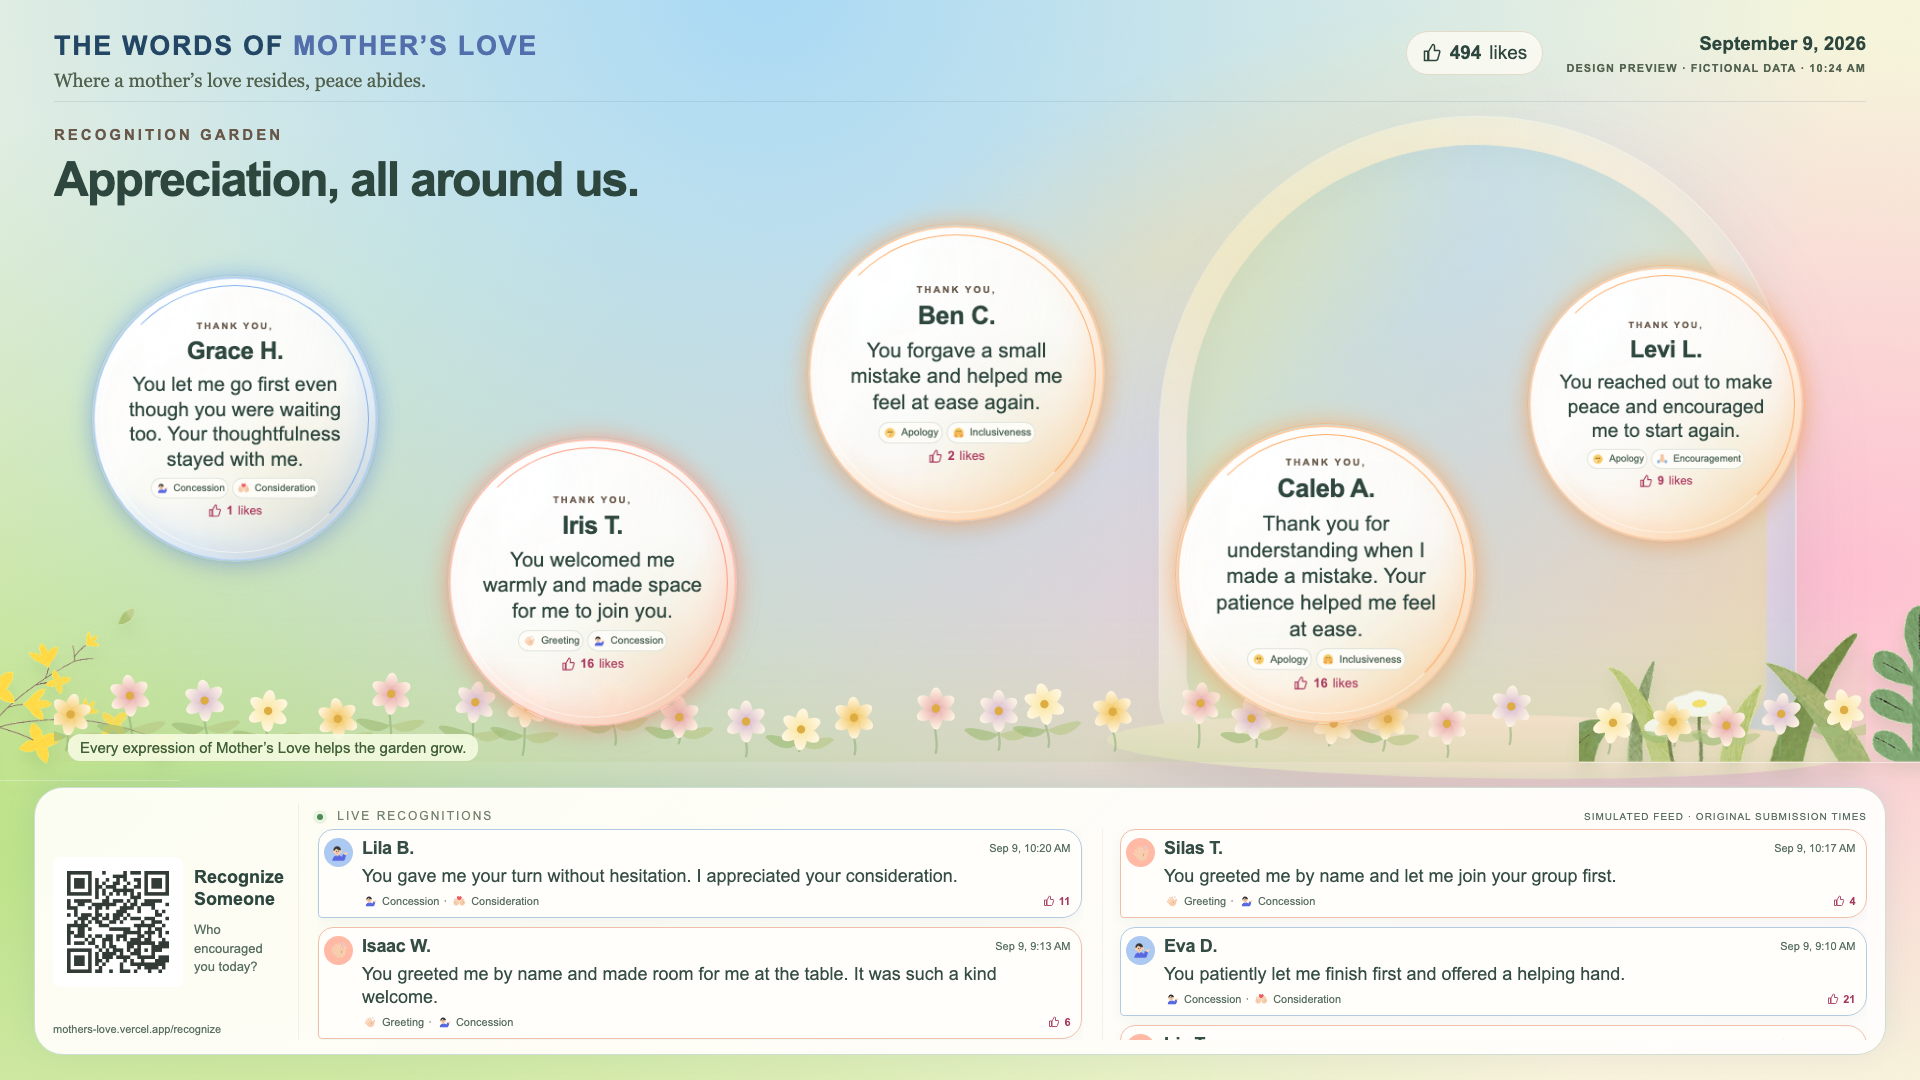 THE WORDS OF MOTHER'S LOVE
Where a mother's love resides, peace abides.
494 likes
September 9, 2026
DESIGN PREVIEW · FICTIONAL DATA · 10:24 AM
RECOGNITION GARDEN
Appreciation, all around us.
THANK YOU,
Grace H.
You let me go first even
though you were waiting
too. Your thoughtfulness
stayed with me.
Concession Consideration
1 likes
THANK YOU,
Iris T.
You welcomed me
warmly and made space
for me to join you.
Greeting Concession
16 likes
THANK YOU,
Ben C.
You forgave a small
mistake and helped me
feel at ease again.
Apology Inclusiveness
2 likes
THANK YOU,
Caleb A.
Thank you for
understanding when I
made a mistake. Your
patience helped me feel
at ease.
Apology Inclusiveness
16 likes
THANK YOU,
Levi L.
You reached out to make
peace and encouraged
me to start again.
Apology Encouragement
9 likes
Every expression of Mother's Love helps the garden grow.
Recognize
Someone
Who
encouraged
you today?
mothers-love.vercel.app/recognize
LIVE RECOGNITIONS
SIMULATED FEED · ORIGINAL SUBMISSION TIMES
Lila B.
Sep 9, 10:20 AM
You gave me your turn without hesitation. I appreciated your consideration.
Concession · Consideration
11
Isaac W.
Sep 9, 9:13 AM
You greeted me by name and made room for me at the table. It was such a kind
welcome.
Greeting · Concession
6
Silas T.
Sep 9, 10:17 AM
You greeted me by name and let me join your group first.
Greeting · Concession
4
Eva D.
Sep 9, 9:10 AM
You patiently let me finish first and offered a helping hand.
Concession · Consideration
21